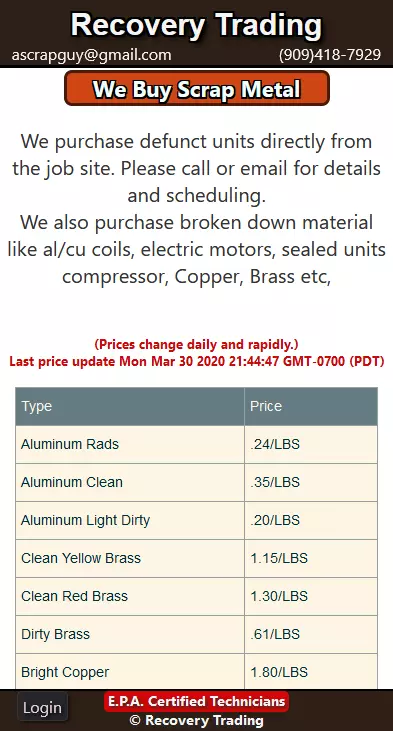 Recovery Trading
ascrapguy@gmail.com (909)418-7929
We Buy Scrap Metal
We purchase defunct units directly from
the job site. Please call or email for details
and scheduling.
We also purchase broken down material
like al/cu coils, electric motors, sealed units
compressor, Copper, Brass etc,
(Prices change daily and rapidly.)
Last price update Mon Mar 30 2020 21:44:47 GMT-0700 (PDT)
Type Price
Aluminum Rads .24/LBS
Aluminum Clean .35/LBS
Aluminum Light Dirty .20/LBS
Clean Yellow Brass 1.15/LBS
Clean Red Brass 1.30/LBS
Dirty Brass .61/LBS
Bright Copper 1.80/LBS
Login
E.P.A. Certified Technicians
© Recovery Trading